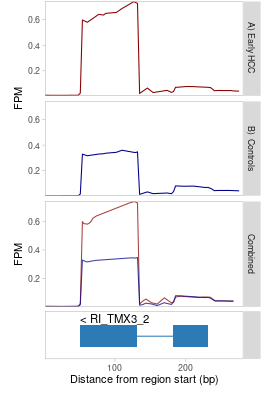 0.6
0.4
0.2
A) Early HCC
FPM
0.6
0.4
0.2
B) Controls
0.6
0.4
0.2
Combined
FPM
< RI_TMX3_2
100
200
Distance from region start (bp)